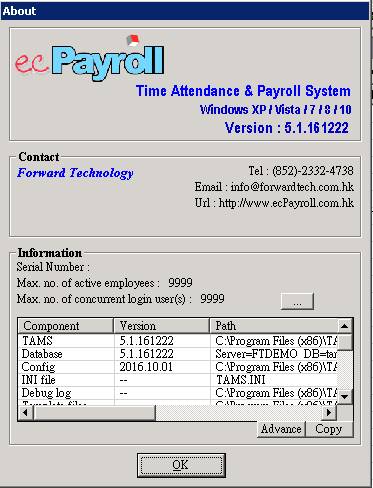 About
ecPayroll
Time Attendance & Payroll System
Windows XP / Vista / 7 / 8 / 10
Version : 5.1.161222
Contact
Forward Technology
Tel : (852)-2332-4738
Email : info@forwardtech.com.hk
Url : http://www.ecPayroll.com.hk
Information
Serial Number :
Max. no. of active employees : 9999
Max. no. of concurrent login user(s) : 9999
...
Component Version Path
TAMS 5.1.161222 C:\Program Files (x86)\TA
Database 5.1.161222 Server=FTDEMO DB=tar
Config 2016.10.01 C:\Program Files (x86)\TA
INI file -- TAMS.INI
Debug log -- C:\Program Files (x86)\TA
Advance Copy
OK